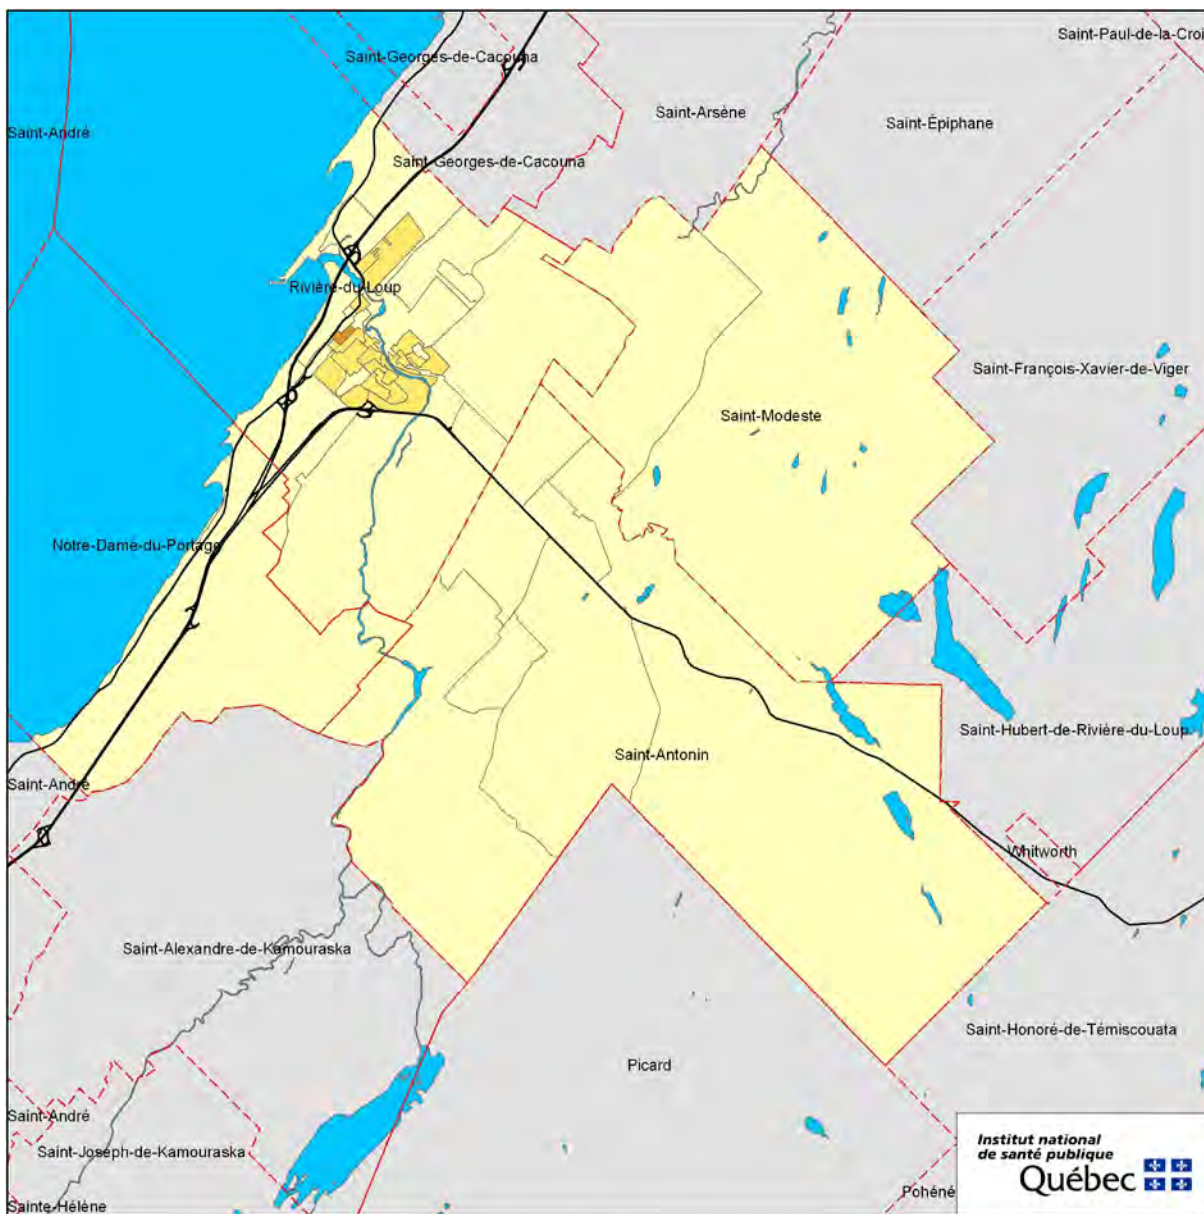 Saint-Paul-de-la-Croi
Saint-Georges-de-Cacouna
Saint-Arsène
Saint-Épiphane
Saint-André
Saint-Georges-de-Cacouna
Rivière-du-Loup
Saint-François-Xavier-de-Viger
Saint-Modeste
Notre-Dame-du-Portage
Saint-Hubert-de-Rivière-du-Loup
Saint-Antonin
Saint-André
Whitworth
Saint-Alexandre-de-Kamouraska
Saint-Honoré-de-Témiscouata
Picard
Saint-André
Saint-Joseph-de-Kamouraska
Pohéné
Sainte-Hélène
Institut national
de santé publique
Québec